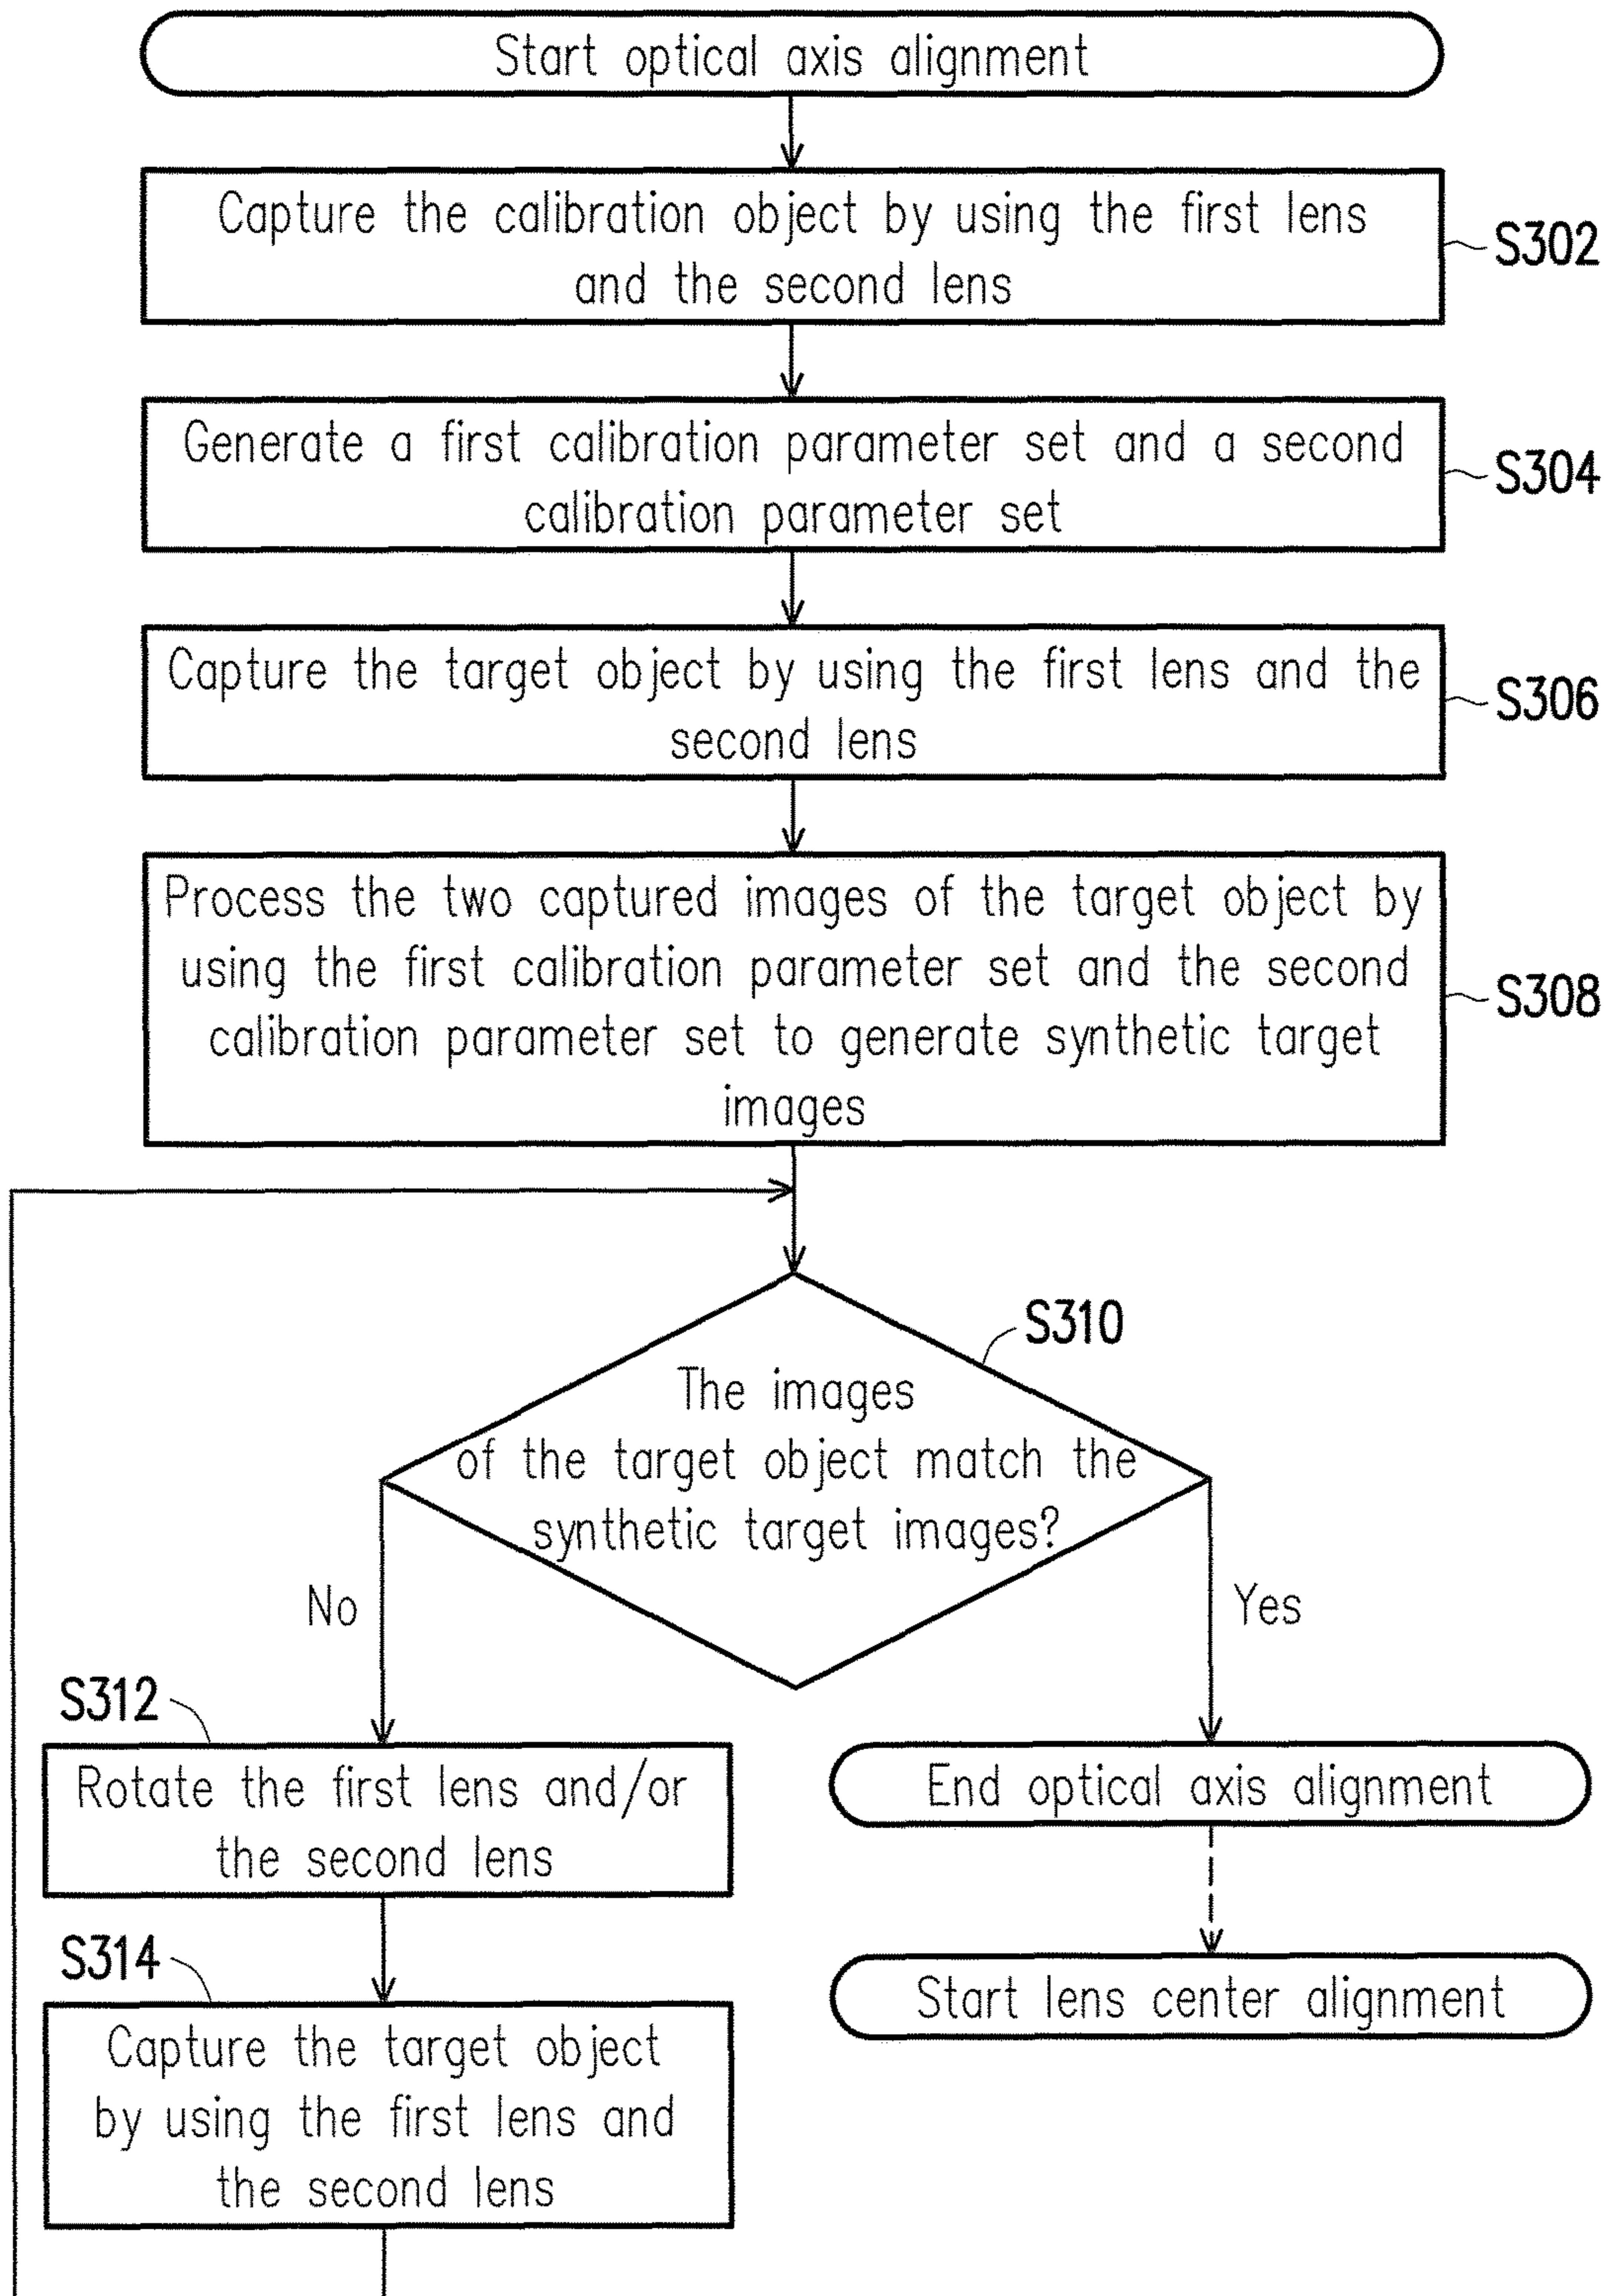 Start optical axis alignment
Capture the calibration object by using the first lens
and the second lens
S302
Generate a first calibration parameter set and a second
calibration parameter set
S304
Capture the target object by using the first lens and the
second lens
S306
Process the two captured images of the target object by
using the first calibration parameter set and the second
calibration parameter set to generate synthetic target
images
S308
S310
The images
of the target object match the
synthetic target images?
No
Yes
S312
Rotate the first lens and/or
the second lens
End optical axis alignment
S314
Capture the target object
by using the first lens and
the second lens
Start lens center alignment